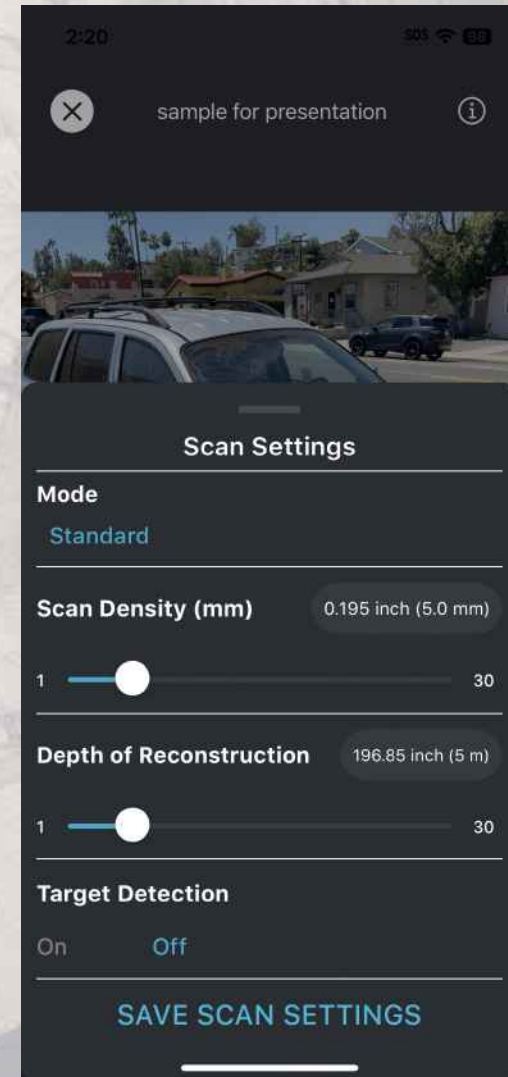 2:20 SOS 88
sample for presentation
Scan Settings
Mode
Standard
Scan Density (mm) 0.195 inch (5.0 mm)
1 30
Depth of Reconstruction 196.85 inch (5 m)
1 30
Target Detection
On Off
SAVE SCAN SETTINGS